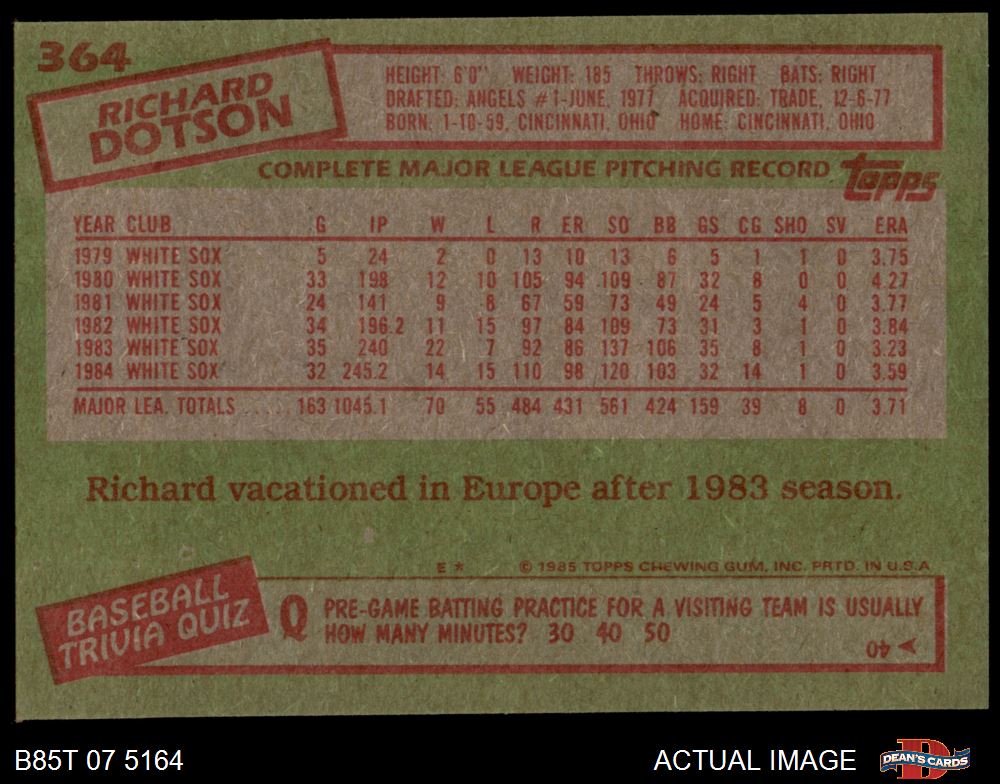 364
RICHARD
DOTSON
HEIGHT: 6'0" WEIGHT: 185 THROWS: RIGHT BATS: RIGHT
DRAFTED: ANGELS #1-JUNE, 1977 ACQUIRED: TRADE, 12-6-77
BORN: 1-10-59, CINCINNATI, OHIO HOME: CINCINNATI, OHIO
COMPLETE MAJOR LEAGUE PITCHING RECORD topps
YEAR CLUB G IP W L R ER SO BB GS CG SHO SV ERA
1979 WHITE SOX 5 24 2 0 13 10 13 6 5 1 1 0 3.75
1980 WHITE SOX 33 198 12 10 105 94 109 87 32 8 0 0 4.27
1981 WHITE SOX 24 141 9 8 67 59 73 49 24 5 4 0 3.77
1982 WHITE SOX 34 196.2 11 15 97 84 109 73 31 3 1 0 3.84
1983 WHITE SOX 35 240 22 7 92 86 137 106 35 8 1 0 3.23
1984 WHITE SOX 32 245.2 14 15 110 98 120 103 32 14 1 0 3.59
MAJOR LEA. TOTALS ..... 163 1045.1 70 55 484 431 561 424 159 39 8 0 3.71
Richard vacationed in Europe after 1983 season.
E * © 1985 TOPPS CHEWING GUM, INC. PRTD. IN U.S.A
BASEBALL
TRIVIA QUIZ
Q PRE-GAME BATTING PRACTICE FOR A VISITING TEAM IS USUALLY
HOW MANY MINUTES? 30 40 50
40
B85T 07 5164 ACTUAL IMAGE DEAN'S CARDS